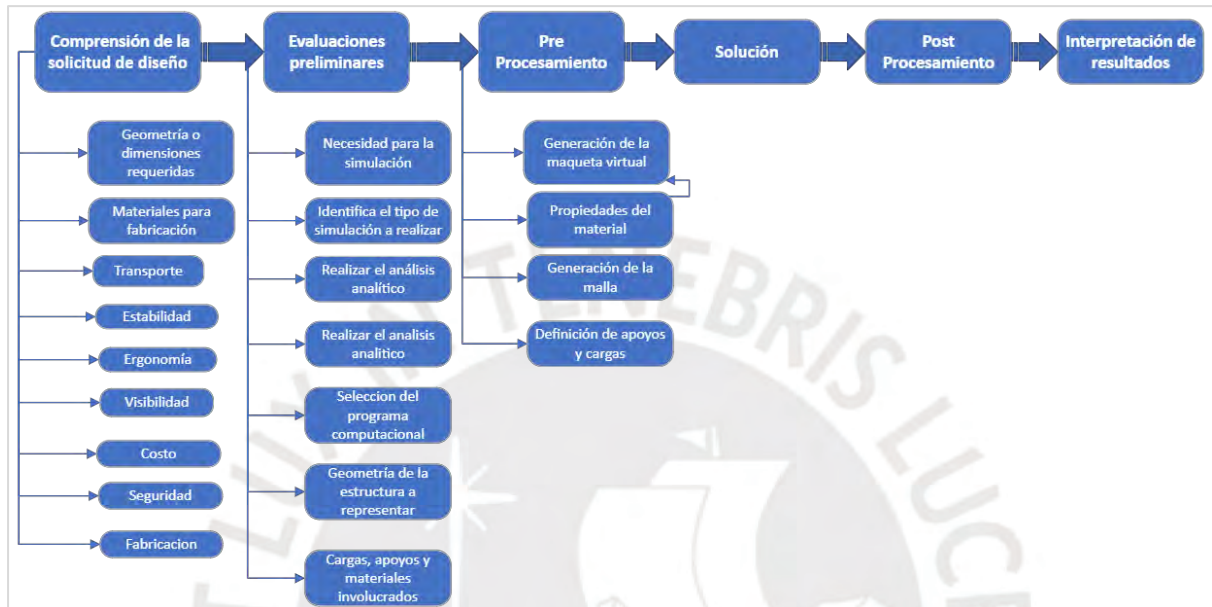 Comprensión de la
solicitud de diseño
Evaluaciones
preliminares
Pre
Procesamiento
Solución
Post
Procesamiento
Interpretación de
resultados
Geometría o
dimensiones
requeridas
Materiales para
fabricación
Transporte
Estabilidad
Ergonomía
Visibilidad
Costo
Seguridad
Fabricacion
Necesidad para la
simulación
Identifica el tipo de
simulación a realizar
Realizar el análisis
analítico
Realizar el analisis
analitico
Seleccion del
programa
computacional
Geometría de la
estructura a
representar
Cargas, apoyos y
materiales
involucrados
Generación de la
maqueta virtual
Propiedades del
material
Generación de la
malla
Definición de apoyos
y cargas
LUX IN TENEBRIS LUCE